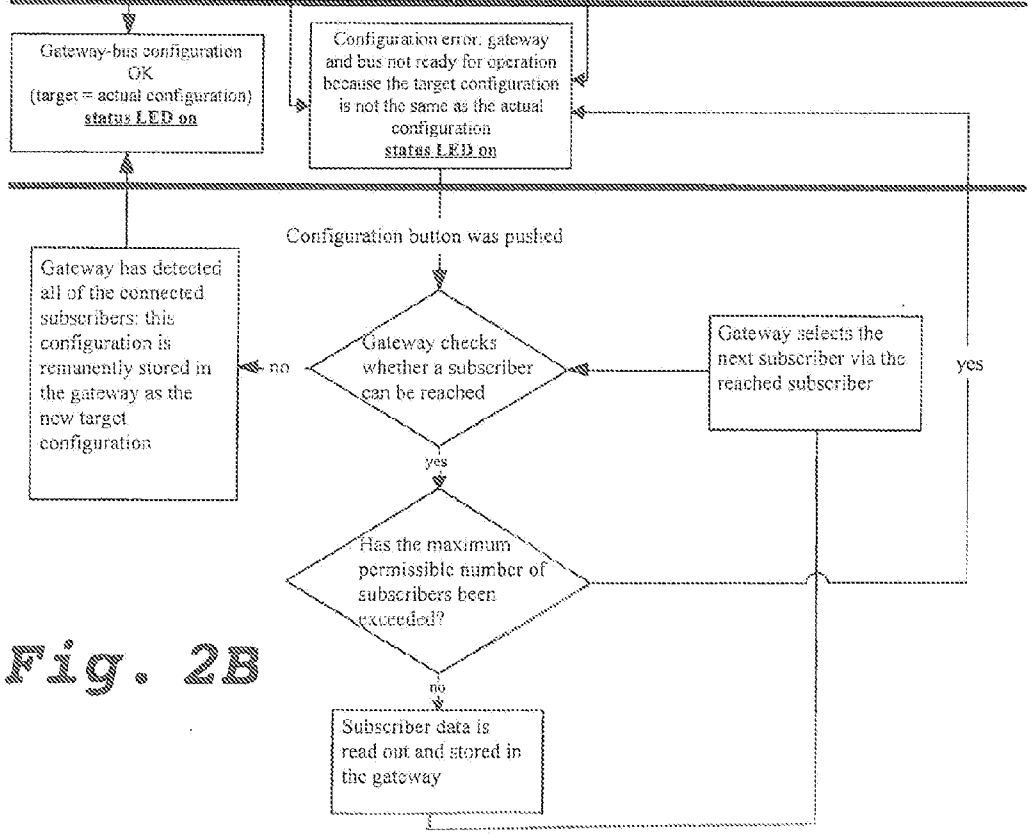 Gateway-bus configuration
OK
(target = actual configuration)
status LED on
Configuration error: gateway
and bus not ready for operation
because the target configuration
is not the same as the actual
configuration
status LED on
Configuration button was pushed
Gateway has detected
all of the connected
subscribers: this
configuration is
remanently stored in
the gateway as the
new target
configuration
no
Gateway checks
whether a subscriber
can be reached
Gateway selects the
next subscriber via the
reached subscriber
yes
yes
Has the maximum
permissible number of
subscribers been
exceeded?
no
Subscriber data is
read out and stored in
the gateway
Fig. 2B